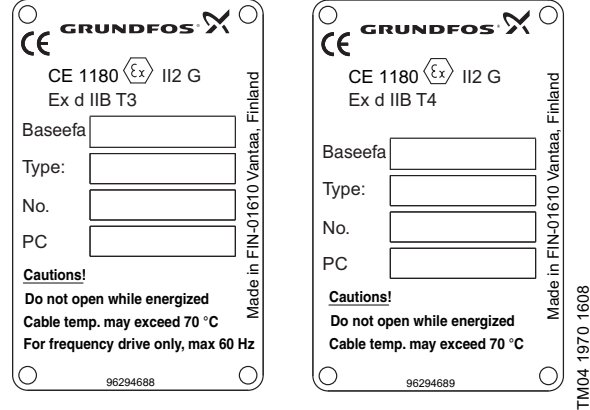 GRUNDFOS
CE
CE 1180 Ex II2 G
Ex d IIB T3
Baseefa
Type:
No.
PC
Cautions!
Do not open while energized
Cable temp. may exceed 70 °C
For frequency drive only, max 60 Hz
Made in FIN-01610 Vantaa, Finland
96294688
GRUNDFOS
CE
CE 1180 Ex II2 G
Ex d IIB T4
Baseefa
Type:
No.
PC
Cautions!
Do not open while energized
Cable temp. may exceed 70 °C
Made in FIN-01610 Vantaa, Finland
96294689
TM04 1970 1608